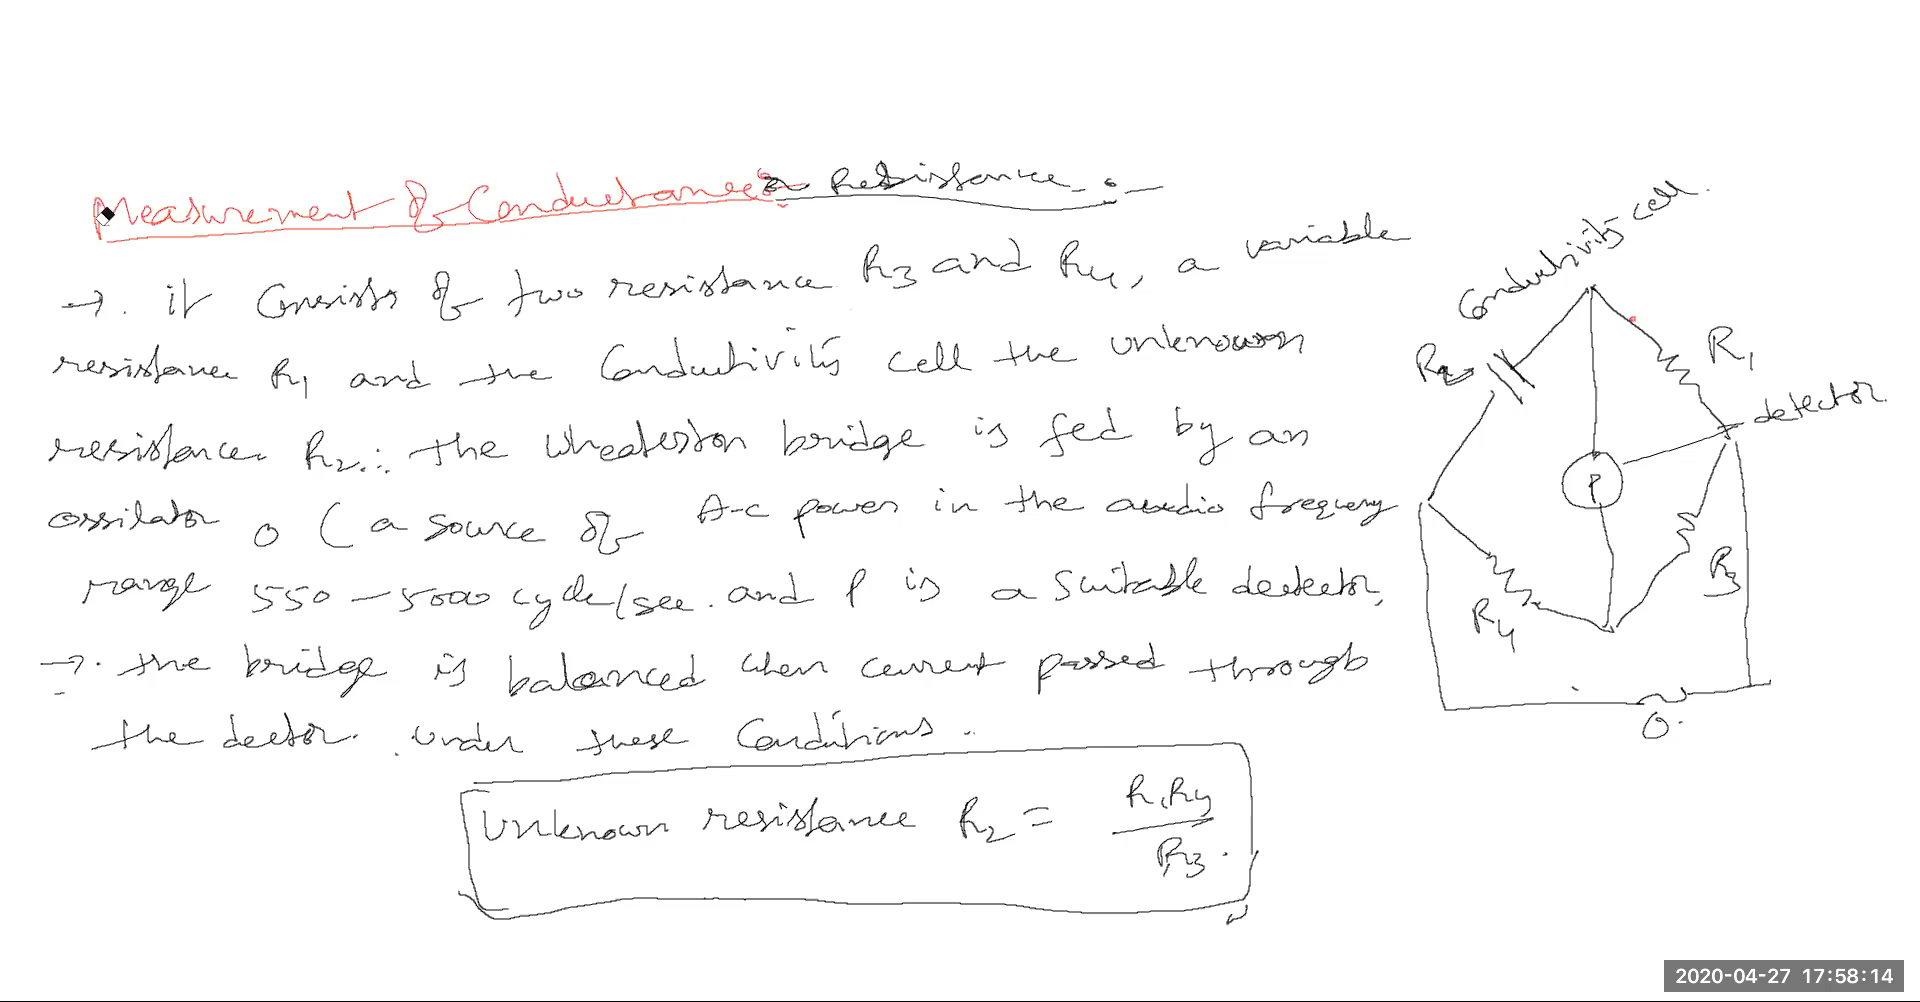 Measurement of Conductance & Resistance :-
→. it Consists of two resistance R3 and R4, a variable
resistance R1 and the Conductivity cell the unknown
resistance R2 ∴ the Wheatston bridge is fed by an
ossilator O ( a source of A-C power in the audio frequency
range 550 - 5000 cycle/sec. and P is a suitable detector,
→. the bridge is balanced when current passed through
the dector. Under these Conditions.
Unknown resistance R2 = R1R4 / R3.
Conductivity cell.
R2
R1
detector.
P
R3
R4
O.
2020-04-27 17:58:14